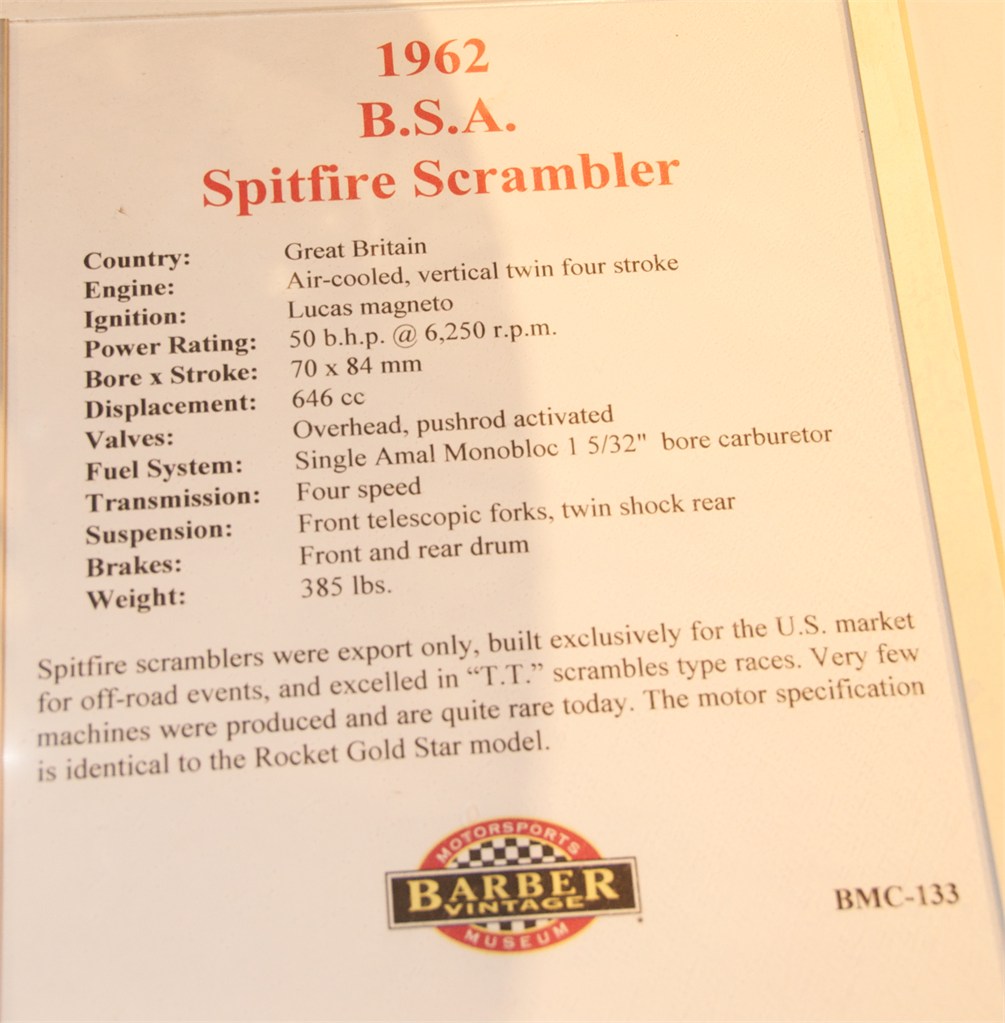 1962
B.S.A.
Spitfire Scrambler
Country: Great Britain
Engine: Air-cooled, vertical twin four stroke
Ignition: Lucas magneto
Power Rating: 50 b.h.p. @ 6,250 r.p.m.
Bore x Stroke: 70 x 84 mm
Displacement: 646 cc
Valves: Overhead, pushrod activated
Fuel System: Single Amal Monobloc 1 5/32" bore carburetor
Transmission: Four speed
Suspension: Front telescopic forks, twin shock rear
Brakes: Front and rear drum
Weight: 385 lbs.
Spitfire scramblers were export only, built exclusively for the U.S. market
for off-road events, and excelled in “T.T.” scrambles type races. Very few
machines were produced and are quite rare today. The motor specification
is identical to the Rocket Gold Star model.
MOTORSPORTS
BARBER
VINTAGE
MUSEUM
BMC-133